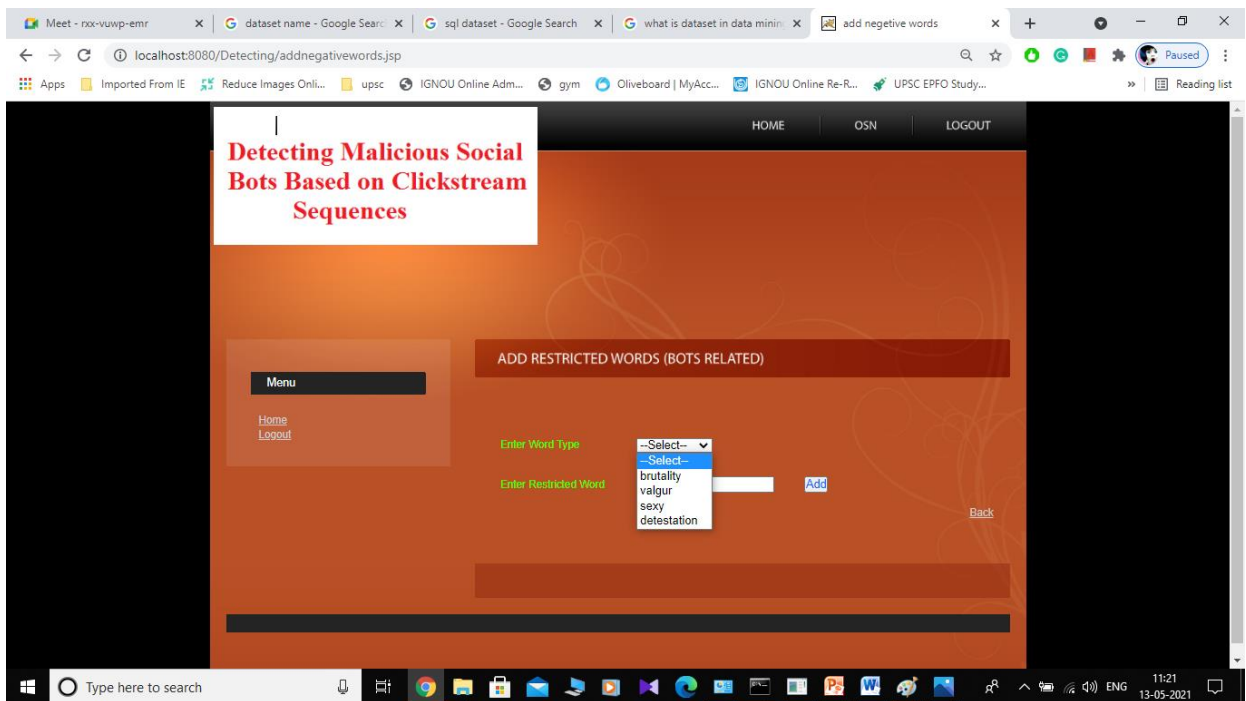 Meet - rxx-vuwp-emr
dataset name - Google Searc
sql dataset - Google Search
what is dataset in data minin
add negetive words
localhost:8080/Detecting/addnegativewords.jsp
Paused
Apps
Imported From IE
Reduce Images Onli...
upsc
IGNOU Online Adm...
gym
Oliveboard | MyAcc...
IGNOU Online Re-R...
UPSC EPFO Study...
»
Reading list
HOME
OSN
LOGOUT
Detecting Malicious Social
Bots Based on Clickstream
Sequences
ADD RESTRICTED WORDS (BOTS RELATED)
Menu
Home
Logout
Enter Word Type
--Select--
--Select--
brutality
valgur
sexy
detestation
Enter Restricted Word
Add
Back
Type here to search
ENG
11:21
13-05-2021